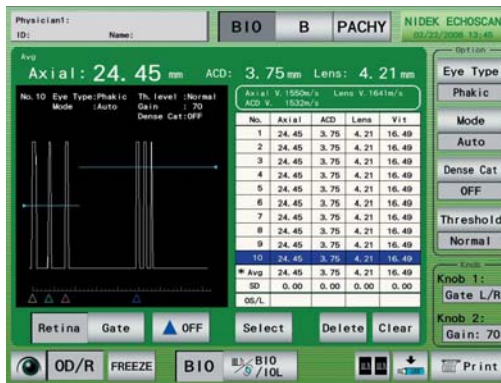 Physician1:
ID: Name:
BIO B PACHY
NIDEK ECHOSCAN
02/23/2008 13:45
Avg
Axial: 24. 45 mm ACD: 3. 75 mm Lens: 4. 21 mm
No. 10 Eye Type:Phakic Th. level :Normal
Mode :Auto Gain : 70
Dense Cat:OFF
Axial V. 1550m/s Lens V. 1641m/s
ACD V. 1532m/s
No. Axial ACD Lens Vit
1 24. 45 3. 75 4. 21 16. 49
2 24. 45 3. 75 4. 21 16. 49
3 24. 45 3. 75 4. 21 16. 49
4 24. 45 3. 75 4. 21 16. 49
5 24. 45 3. 75 4. 21 16. 49
6 24. 45 3. 75 4. 21 16. 49
7 24. 45 3. 75 4. 21 16. 49
8 24. 45 3. 75 4. 21 16. 49
9 24. 45 3. 75 4. 21 16. 49
10 24. 45 3. 75 4. 21 16. 49
* Avg 24. 45 3. 75 4. 21 16. 49
SD 0. 00 0. 00 0. 00 0. 00
OS/L
Option
Eye Type
Phakic
Mode
Auto
Dense Cat
OFF
Threshold
Normal
Knob
Knob 1:
Gate L/R
Knob 2:
Gain: 70
Retina Gate OFF Select Delete Clear
OD/R FREEZE BIO BIO/IOL Print